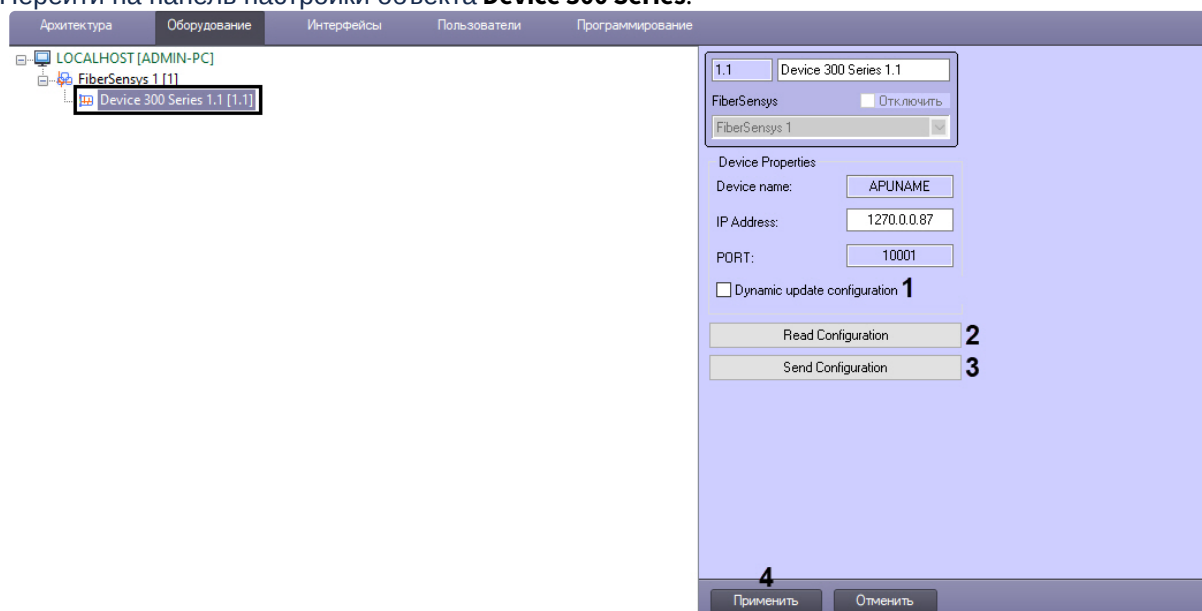 Перейти на панель настройки объекта Device 300 Series.
Архитектура Оборудование Интерфейсы Пользователи Программирование
LOCALHOST [ADMIN-PC]
FiberSensys 1 [1]
Device 300 Series 1.1 [1.1]
1.1 Device 300 Series 1.1
FiberSensys Отключить
FiberSensys 1
Device Properties
Device name: APUNAME
IP Address: 1270.0.0.87
PORT: 10001
Dynamic update configuration 1
Read Configuration 2
Send Configuration 3
4
Применить Отменить